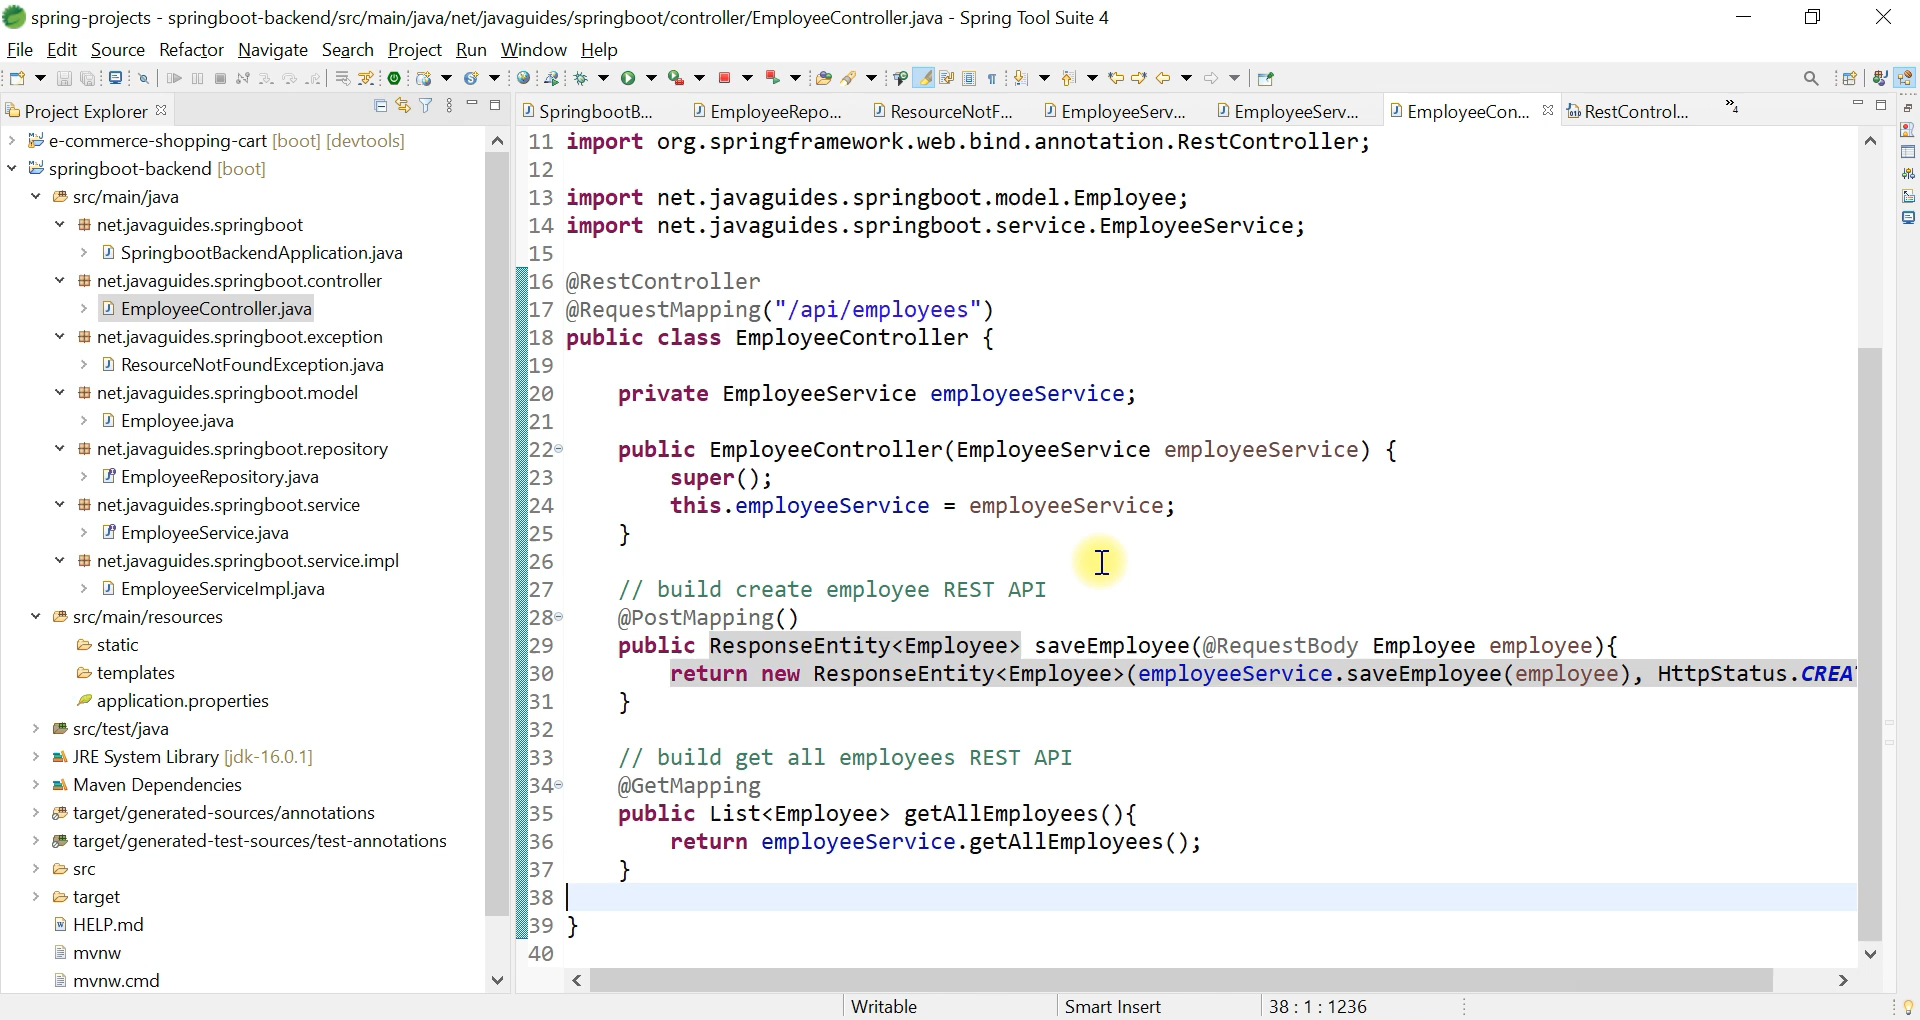 spring-projects - springboot-backend/src/main/java/net/javaguides/springboot/controller/EmployeeController.java - Spring Tool Suite 4
File Edit Source Refactor Navigate Search Project Run Window Help
Project Explorer
e-commerce-shopping-cart [boot] [devtools]
springboot-backend [boot]
src/main/java
net.javaguides.springboot
SpringbootBackendApplication.java
net.javaguides.springboot.controller
EmployeeController.java
net.javaguides.springboot.exception
ResourceNotFoundException.java
net.javaguides.springboot.model
Employee.java
net.javaguides.springboot.repository
EmployeeRepository.java
net.javaguides.springboot.service
EmployeeService.java
net.javaguides.springboot.service.impl
EmployeeServiceImpl.java
src/main/resources
static
templates
application.properties
src/test/java
JRE System Library [jdk-16.0.1]
Maven Dependencies
target/generated-sources/annotations
target/generated-test-sources/test-annotations
src
target
HELP.md
mvnw
mvnw.cmd
SpringbootB... EmployeeRepo... ResourceNotF... EmployeeServ... EmployeeServ... EmployeeCon... RestControl... »4
11 import org.springframework.web.bind.annotation.RestController;
12
13 import net.javaguides.springboot.model.Employee;
14 import net.javaguides.springboot.service.EmployeeService;
15
16 @RestController
17 @RequestMapping("/api/employees")
18 public class EmployeeController {
19
20 private EmployeeService employeeService;
21
22 public EmployeeController(EmployeeService employeeService) {
23 super();
24 this.employeeService = employeeService;
25 }
26
27 // build create employee REST API
28 @PostMapping()
29 public ResponseEntity<Employee> saveEmployee(@RequestBody Employee employee){
30 return new ResponseEntity<Employee>(employeeService.saveEmployee(employee), HttpStatus.CREA
31 }
32
33 // build get all employees REST API
34 @GetMapping
35 public List<Employee> getAllEmployees(){
36 return employeeService.getAllEmployees();
37 }
38
39 }
40
Writable Smart Insert 38 : 1 : 1236